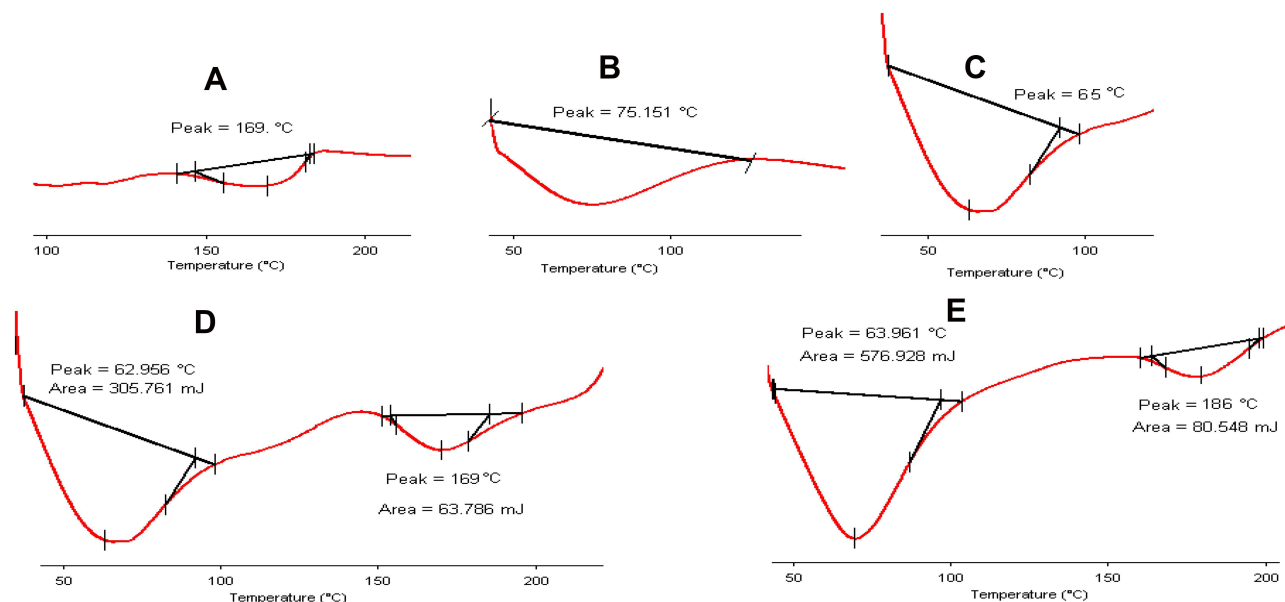 A
Peak = 169. °C
100 150 200
Temperature (°C)
B
Peak = 75.151 °C
50 100
Temperature (°C)
C
Peak = 65 °C
50 100
Temperature (°C)
D
Peak = 62.956 °C
Area = 305.761 mJ
Peak = 169 °C
Area = 63.786 mJ
50 100 150 200
Temperature (°C)
E
Peak = 63.961 °C
Area = 576.928 mJ
Peak = 186 °C
Area = 80.548 mJ
50 100 150 200
Temperature (°C)